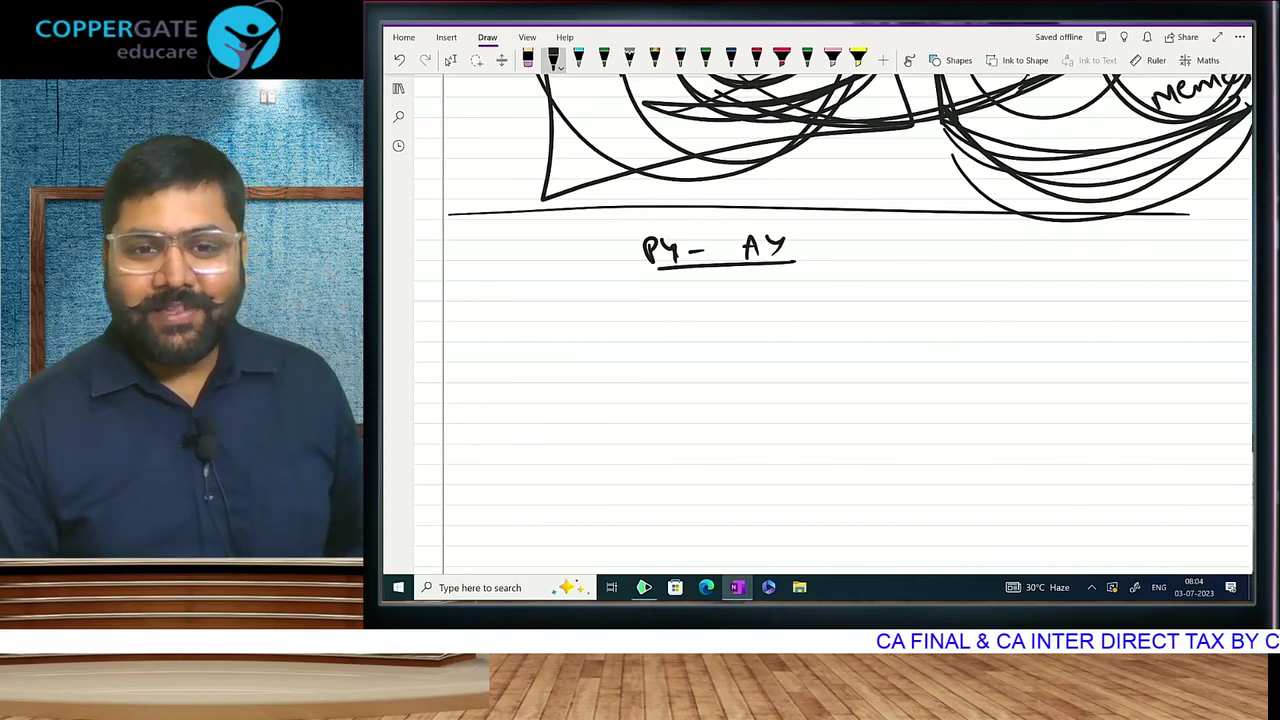 COPPERGATE
educare
Home Insert Draw View Help
Saved offline Share
Shapes Ink to Shape Ink to Text Ruler Maths
PY - AY
Type here to search
30°C Haze ENG 08:04
03-07-2023
CA FINAL & CA INTER DIRECT TAX BY C